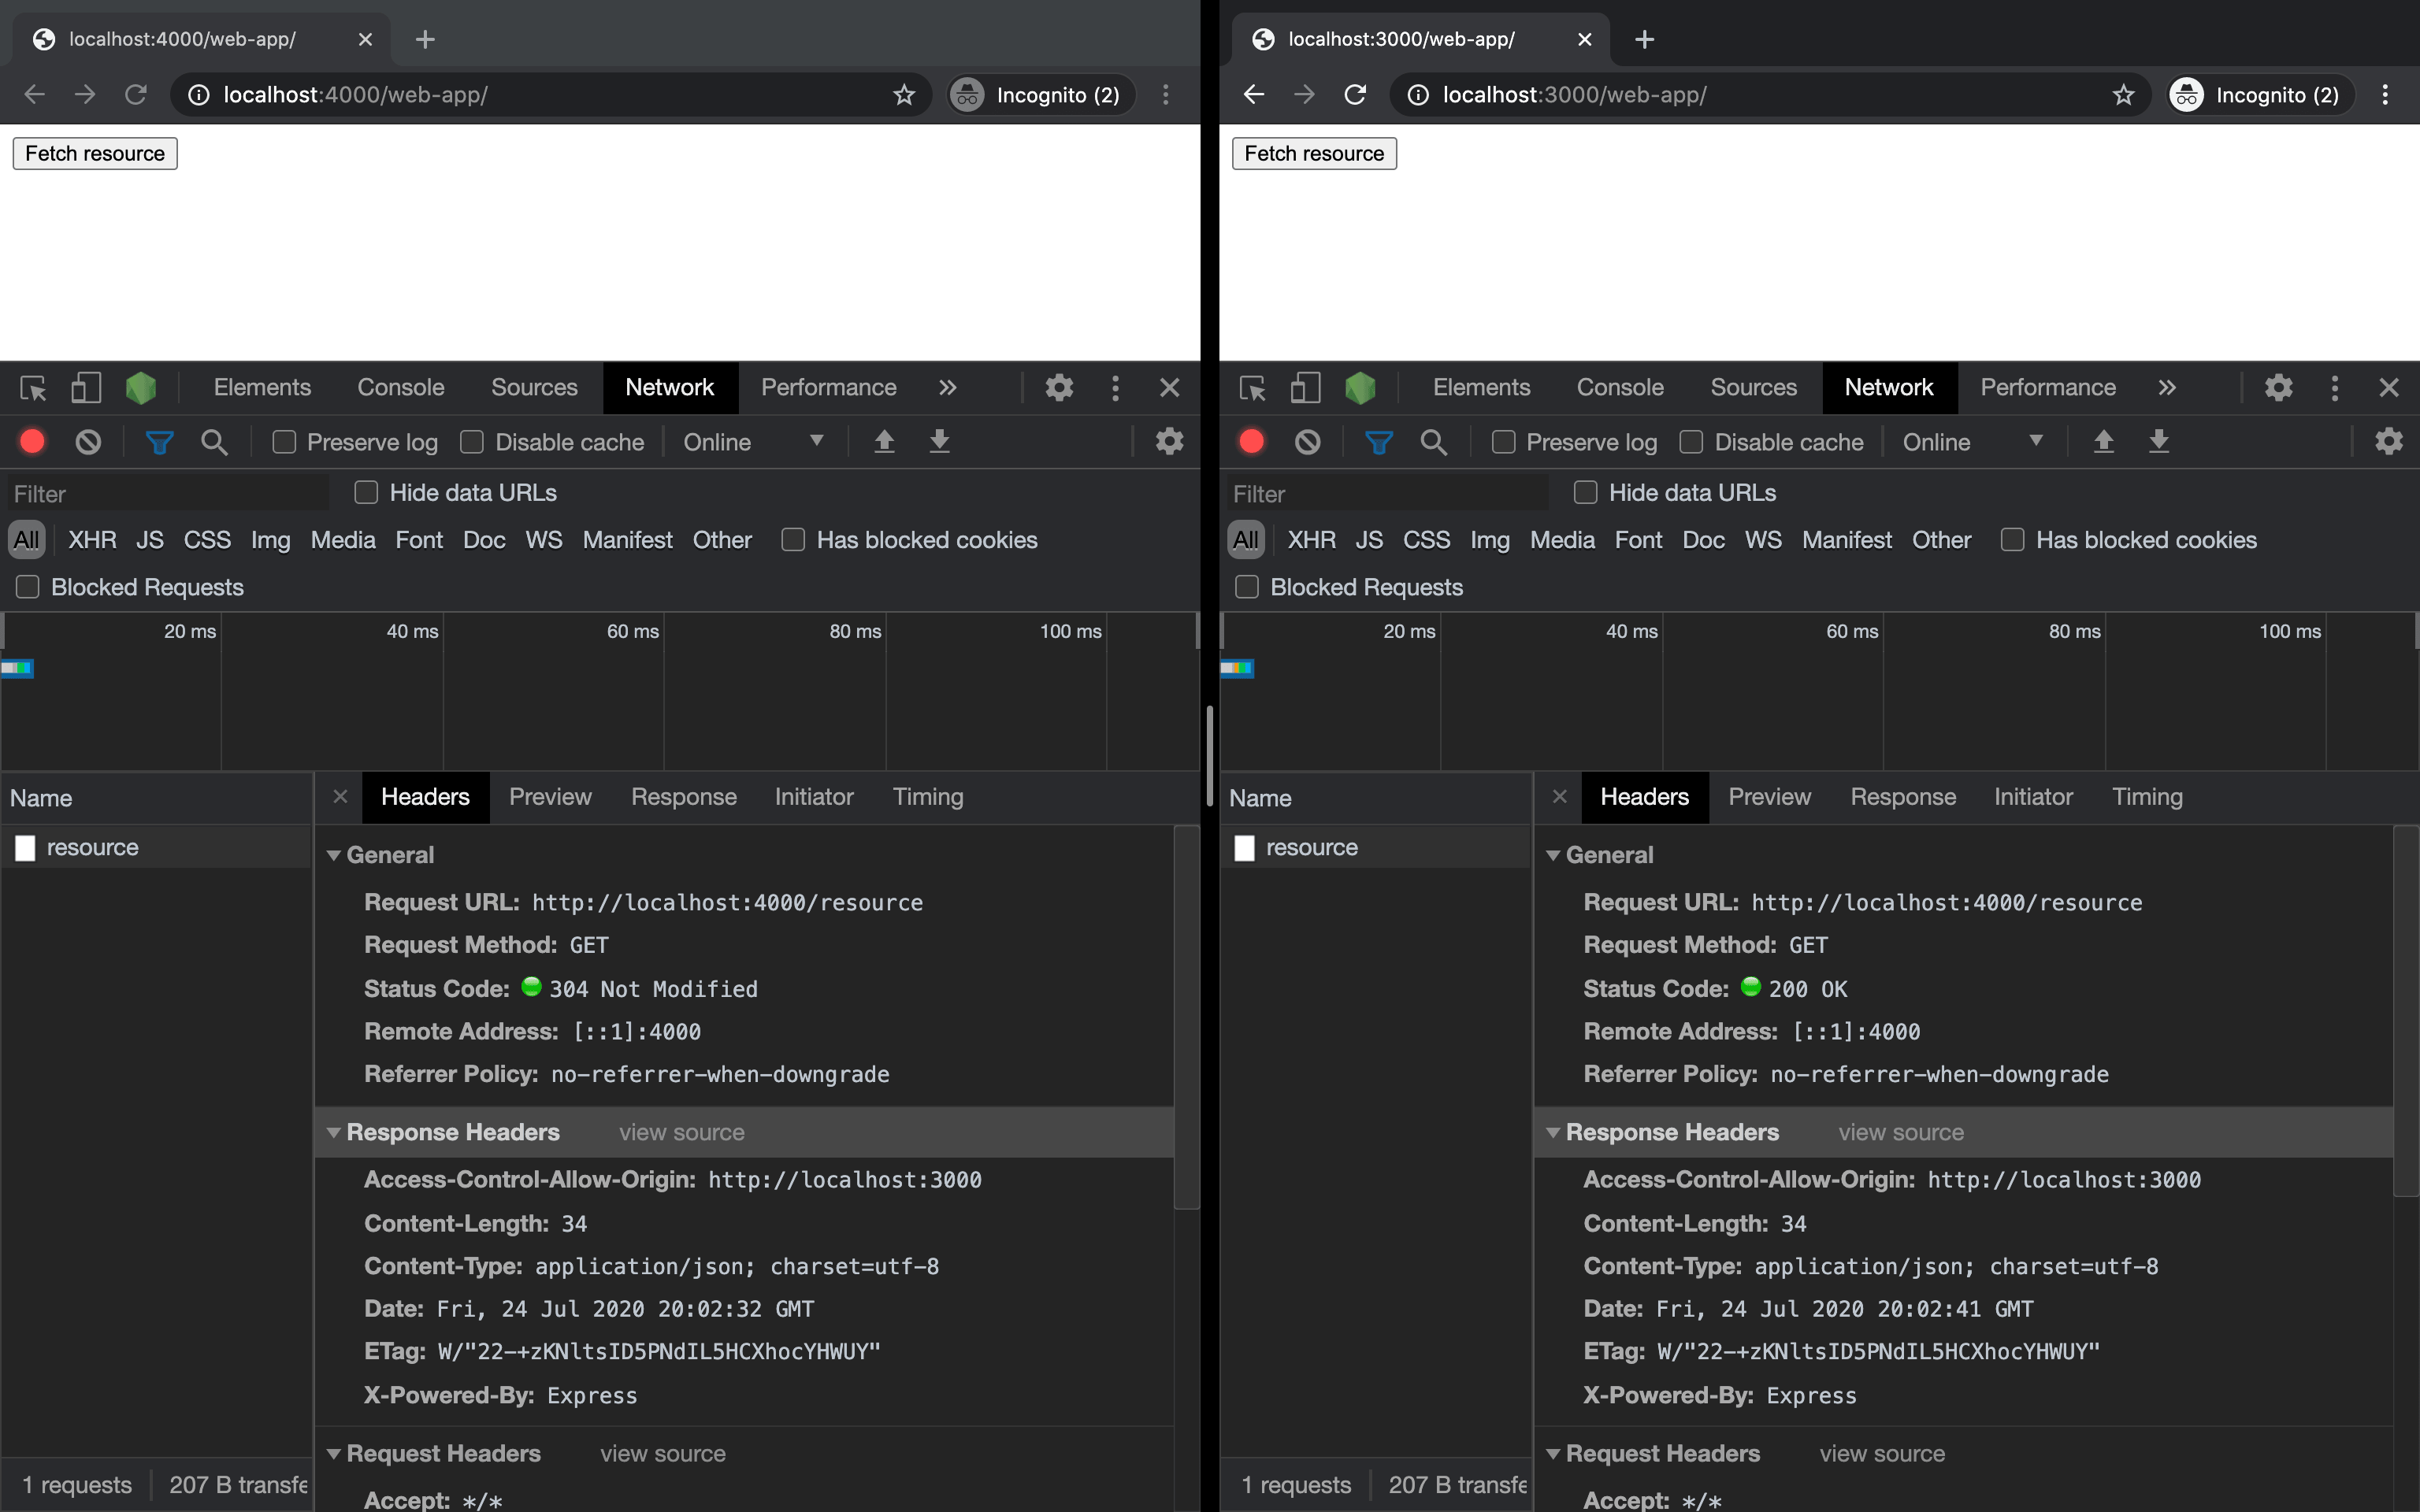 localhost:4000/web-app/
localhost:4000/web-app/
Incognito (2)
Fetch resource
Elements Console Sources Network Performance
Preserve log Disable cache Online
Filter Hide data URLs
All XHR JS CSS Img Media Font Doc WS Manifest Other Has blocked cookies
Blocked Requests
20 ms 40 ms 60 ms 80 ms 100 ms
Name Headers Preview Response Initiator Timing
resource
General
Request URL: http://localhost:4000/resource
Request Method: GET
Status Code: 304 Not Modified
Remote Address: [::1]:4000
Referrer Policy: no-referrer-when-downgrade
Response Headers view source
Access-Control-Allow-Origin: http://localhost:3000
Content-Length: 34
Content-Type: application/json; charset=utf-8
Date: Fri, 24 Jul 2020 20:02:32 GMT
ETag: W/"22-+zKNltsID5PNdIL5HCXhocYHWUY"
X-Powered-By: Express
Request Headers view source
Accept: */*
1 requests 207 B transfe
localhost:3000/web-app/
localhost:3000/web-app/
Incognito (2)
Fetch resource
Elements Console Sources Network Performance
Preserve log Disable cache Online
Filter Hide data URLs
All XHR JS CSS Img Media Font Doc WS Manifest Other Has blocked cookies
Blocked Requests
20 ms 40 ms 60 ms 80 ms 100 ms
Name Headers Preview Response Initiator Timing
resource
General
Request URL: http://localhost:4000/resource
Request Method: GET
Status Code: 200 OK
Remote Address: [::1]:4000
Referrer Policy: no-referrer-when-downgrade
Response Headers view source
Access-Control-Allow-Origin: http://localhost:3000
Content-Length: 34
Content-Type: application/json; charset=utf-8
Date: Fri, 24 Jul 2020 20:02:41 GMT
ETag: W/"22-+zKNltsID5PNdIL5HCXhocYHWUY"
X-Powered-By: Express
Request Headers view source
Accept: */*
1 requests 207 B transfe